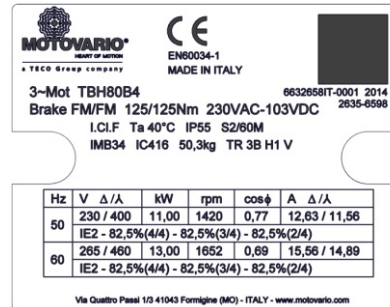 MOTOVARIO®
HEART OF MOTION
a TECO Group company
CE
EN60034-1
MADE IN ITALY
3~Mot TBH80B4
6632658IT-0001 2014
Brake FM/FM 125/125Nm 230VAC-103VDC
2635-6598
I.Cl.F Ta 40°C IP55 S2/60M
IMB34 IC416 50,3kg TR 3B H1 V
Hz V Δ/⅄ kW rpm cosϕ A Δ/⅄
50 230 / 400 11,00 1420 0,77 12,63 / 11,56
IE2 - 82,5%(4/4) - 82,5%(3/4) - 82,5%(2/4)
60 265 / 460 13,00 1652 0,69 15,56 / 14,89
IE2 - 82,5%(4/4) - 82,5%(3/4) - 82,5%(2/4)
Via Quattro Passi 1/3 41043 Formigine (MO) - ITALY - www.motovario.com